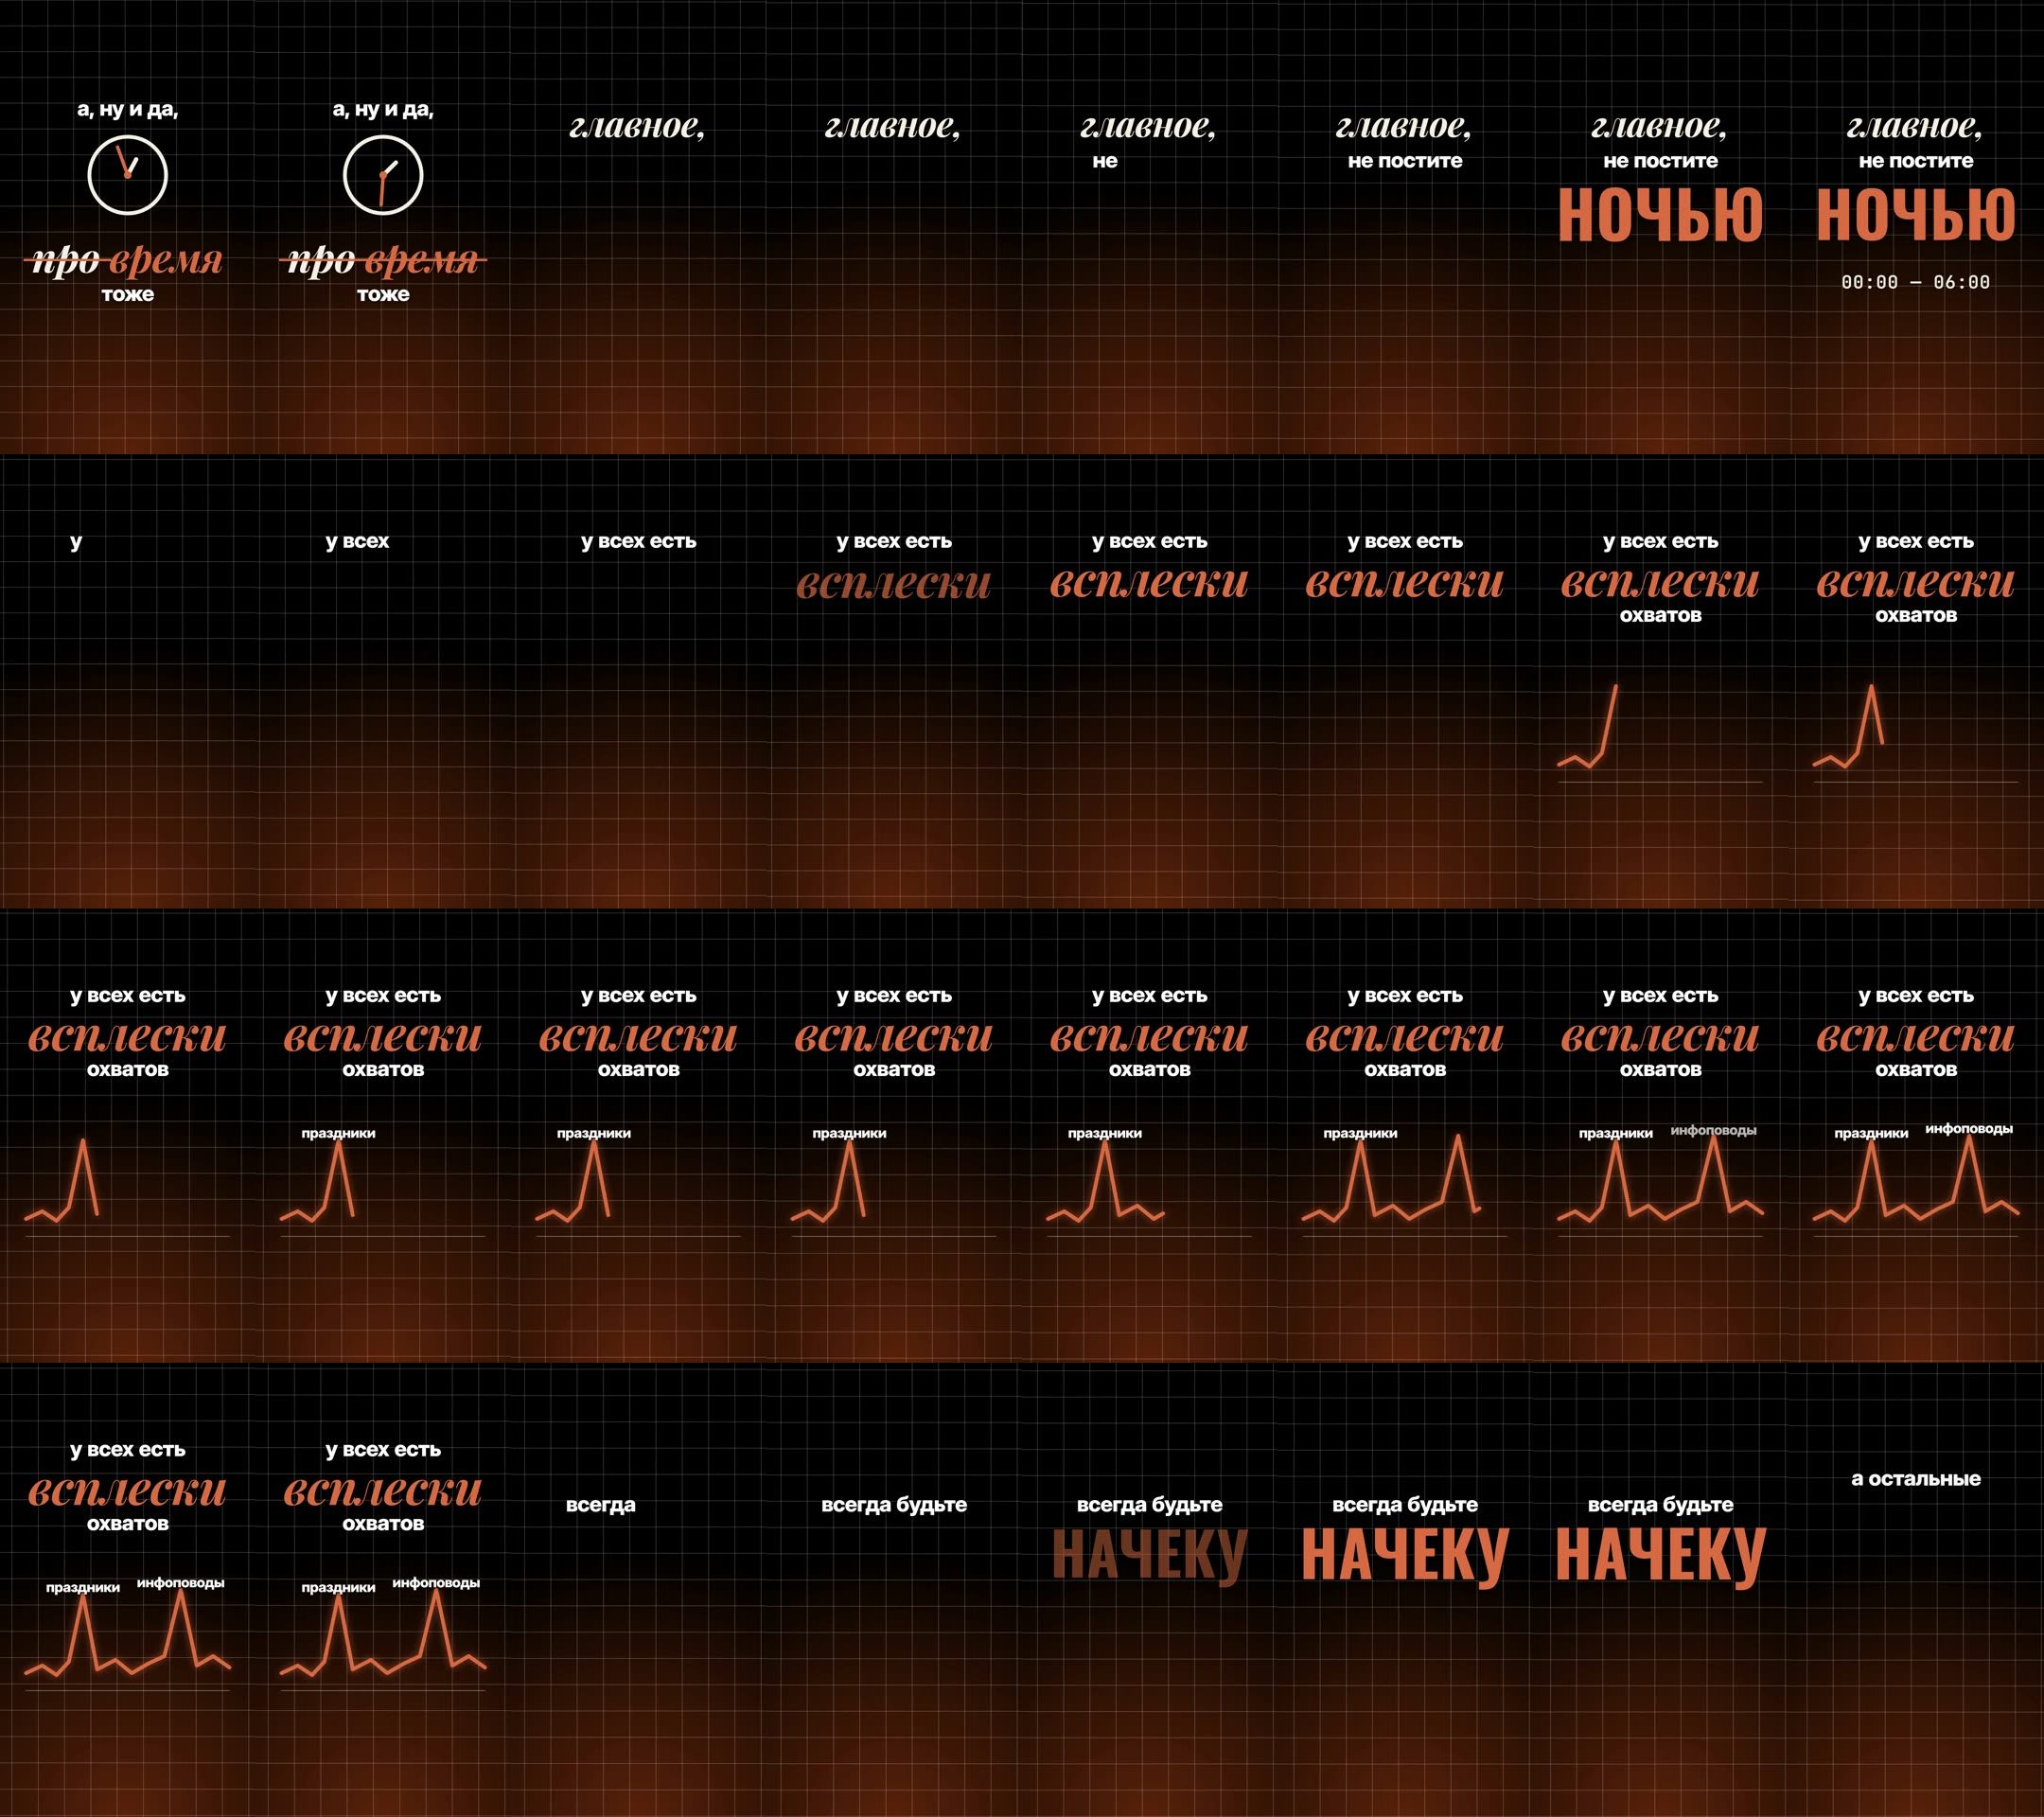 а, ну и да,
про время
тоже
а, ну и да,
про время
тоже
главное,
главное,
главное,
не
главное,
не постите
главное,
не постите
НОЧЬЮ
главное,
не постите
НОЧЬЮ
00:00 – 06:00
у
у всех
у всех есть
у всех есть
всплески
у всех есть
всплески
у всех есть
всплески
у всех есть
всплески
охватов
у всех есть
всплески
охватов
у всех есть
всплески
охватов
у всех есть
всплески
охватов
праздники
у всех есть
всплески
охватов
праздники
у всех есть
всплески
охватов
праздники
у всех есть
всплески
охватов
праздники
у всех есть
всплески
охватов
праздники
у всех есть
всплески
охватов
праздники
инфоповоды
у всех есть
всплески
охватов
праздники
инфоповоды
у всех есть
всплески
охватов
праздники
инфоповоды
у всех есть
всплески
охватов
праздники
инфоповоды
всегда
всегда будьте
всегда будьте
НАЧЕКУ
всегда будьте
НАЧЕКУ
всегда будьте
НАЧЕКУ
а остальные